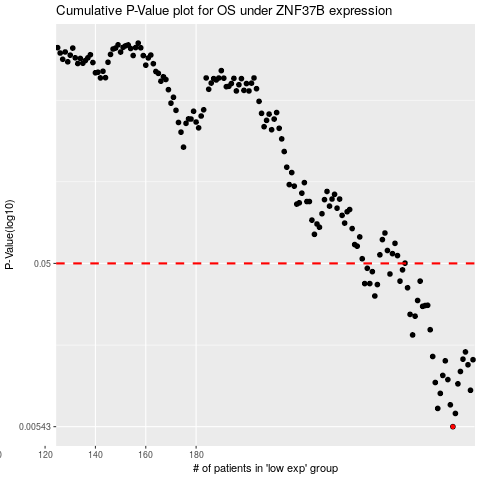 Cumulative P-Value plot for OS under ZNF37B expression
P-Value(log10)
0.05
0.00543
0 120 140 160 180
# of patients in 'low exp' group